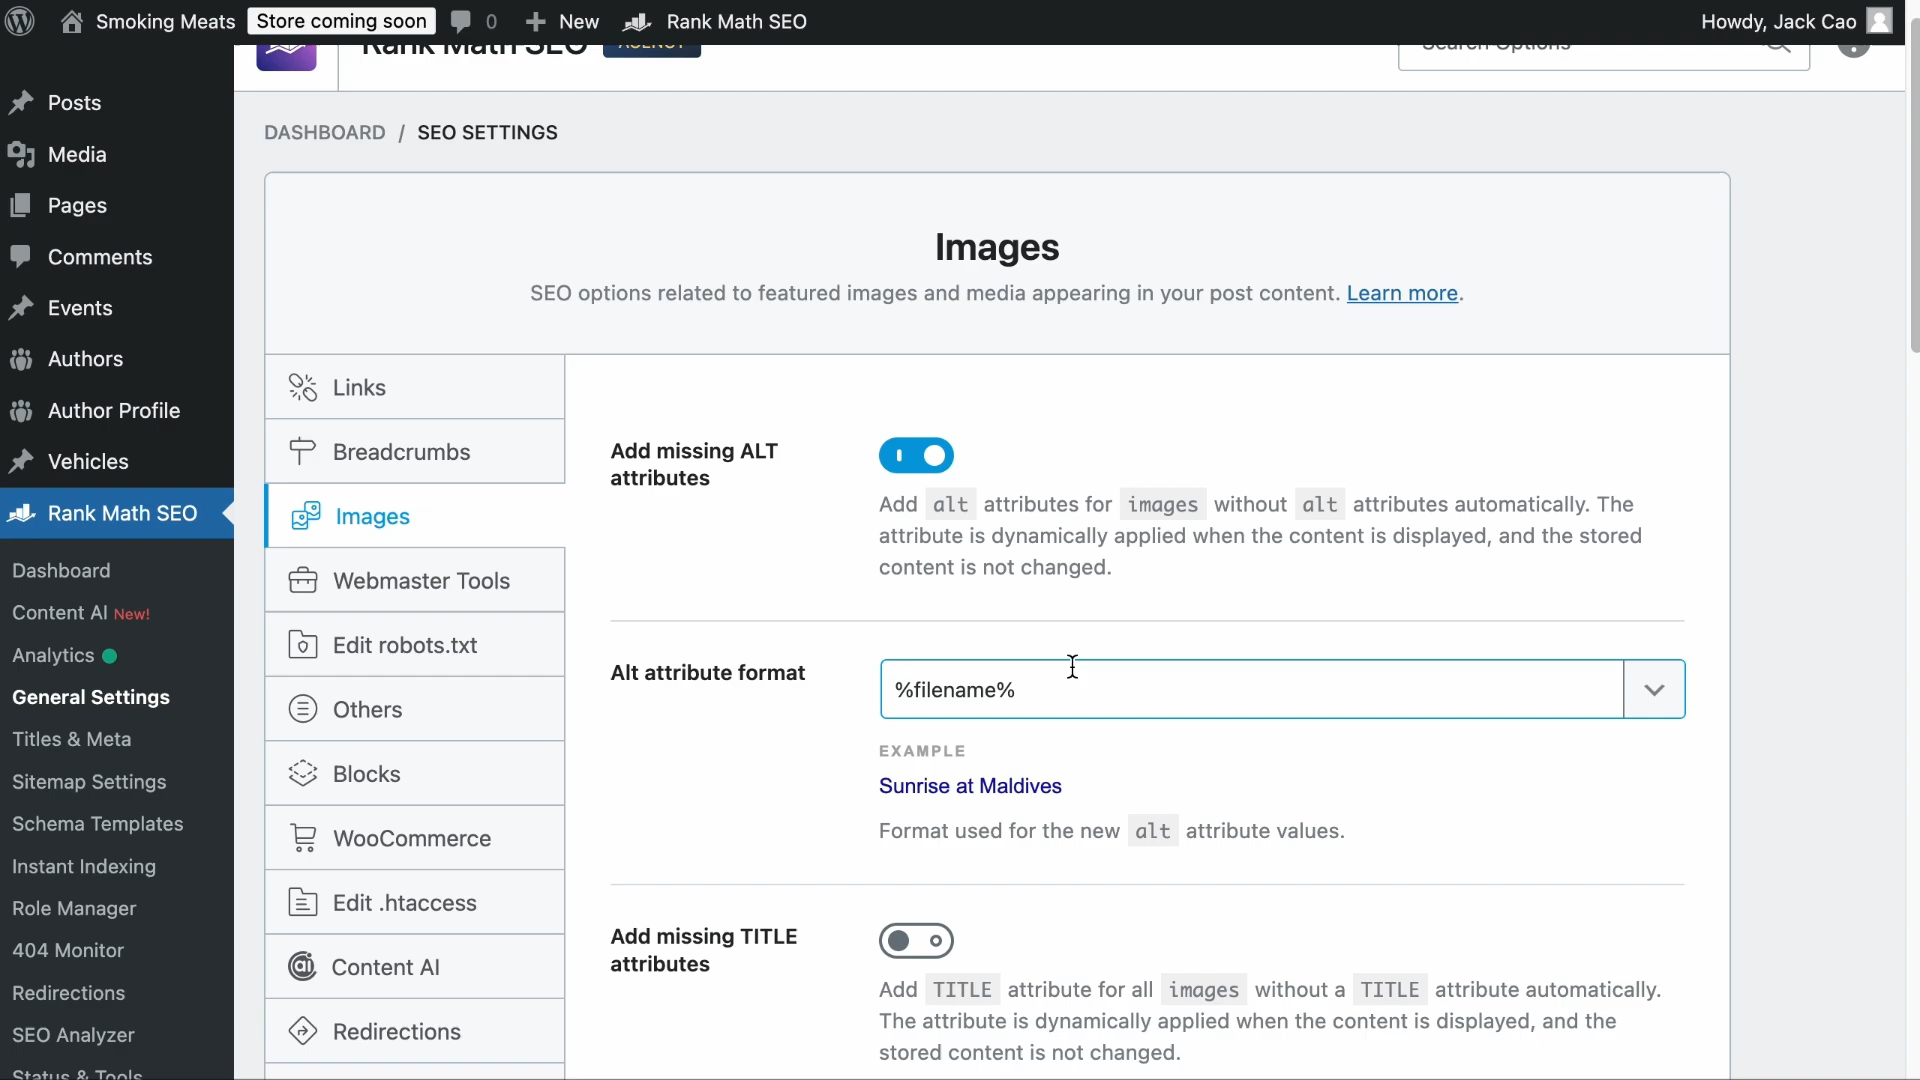 Smoking Meats Store coming soon 0 New Rank Math SEO Howdy, Jack Cao
Rank Math SEO AGENCY Search Options
DASHBOARD / SEO SETTINGS
Posts
Media
Pages
Comments
Events
Authors
Author Profile
Vehicles
Rank Math SEO
Dashboard
Content AI New!
Analytics
General Settings
Titles & Meta
Sitemap Settings
Schema Templates
Instant Indexing
Role Manager
404 Monitor
Redirections
SEO Analyzer
Status & Tools
Images
SEO options related to featured images and media appearing in your post content. Learn more.
Links
Breadcrumbs
Images
Webmaster Tools
Edit robots.txt
Others
Blocks
WooCommerce
Edit .htaccess
Content AI
Redirections
Add missing ALT
attributes
Add alt attributes for images without alt attributes automatically. The
attribute is dynamically applied when the content is displayed, and the stored
content is not changed.
Alt attribute format
%filename%
EXAMPLE
Sunrise at Maldives
Format used for the new alt attribute values.
Add missing TITLE
attributes
Add TITLE attribute for all images without a TITLE attribute automatically.
The attribute is dynamically applied when the content is displayed, and the
stored content is not changed.